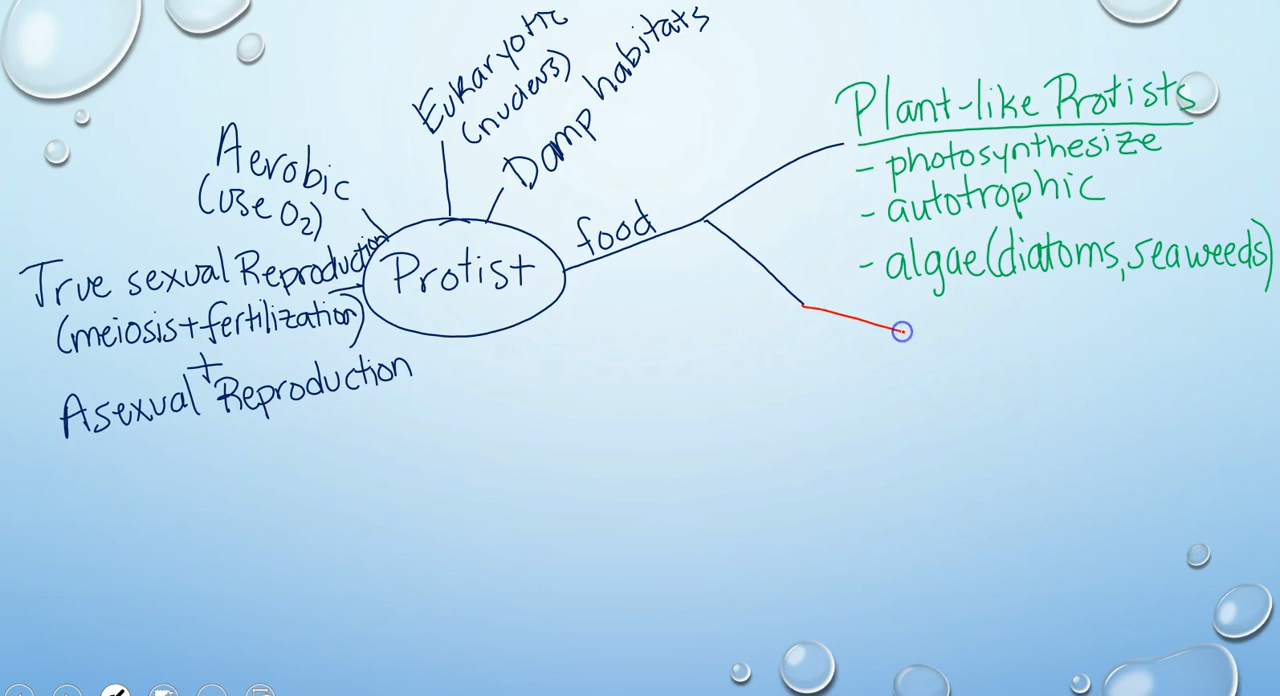 Eukaryotic
(nucleus)
Damp habitats
Aerobic
(use O2)
True sexual Reproduction
(meiosis+fertilization)
+
Asexual Reproduction
Protist
food
Plant-like Protists
- photosynthesize
- autotrophic
- algae(diatoms, seaweeds)